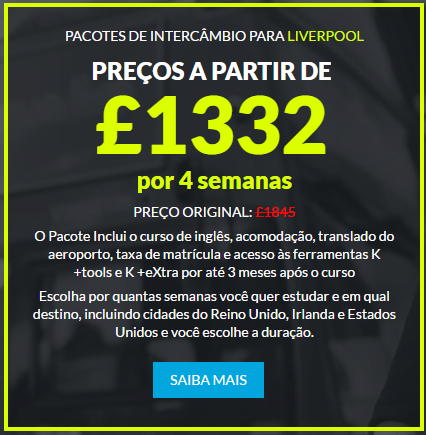 PACOTES DE INTERCÂMBIO PARA LIVERPOOL
PREÇOS A PARTIR DE
£1332
por 4 semanas
PREÇO ORIGINAL: £1845
O Pacote Inclui o curso de inglês, acomodação, translado do
aeroporto, taxa de matrícula e acesso às ferramentas K
+tools e K +eXtra por até 3 meses após o curso
Escolha por quantas semanas você quer estudar e em qual
destino, incluindo cidades do Reino Unido, Irlanda e Estados
Unidos e você escolhe a duração.
SAIBA MAIS